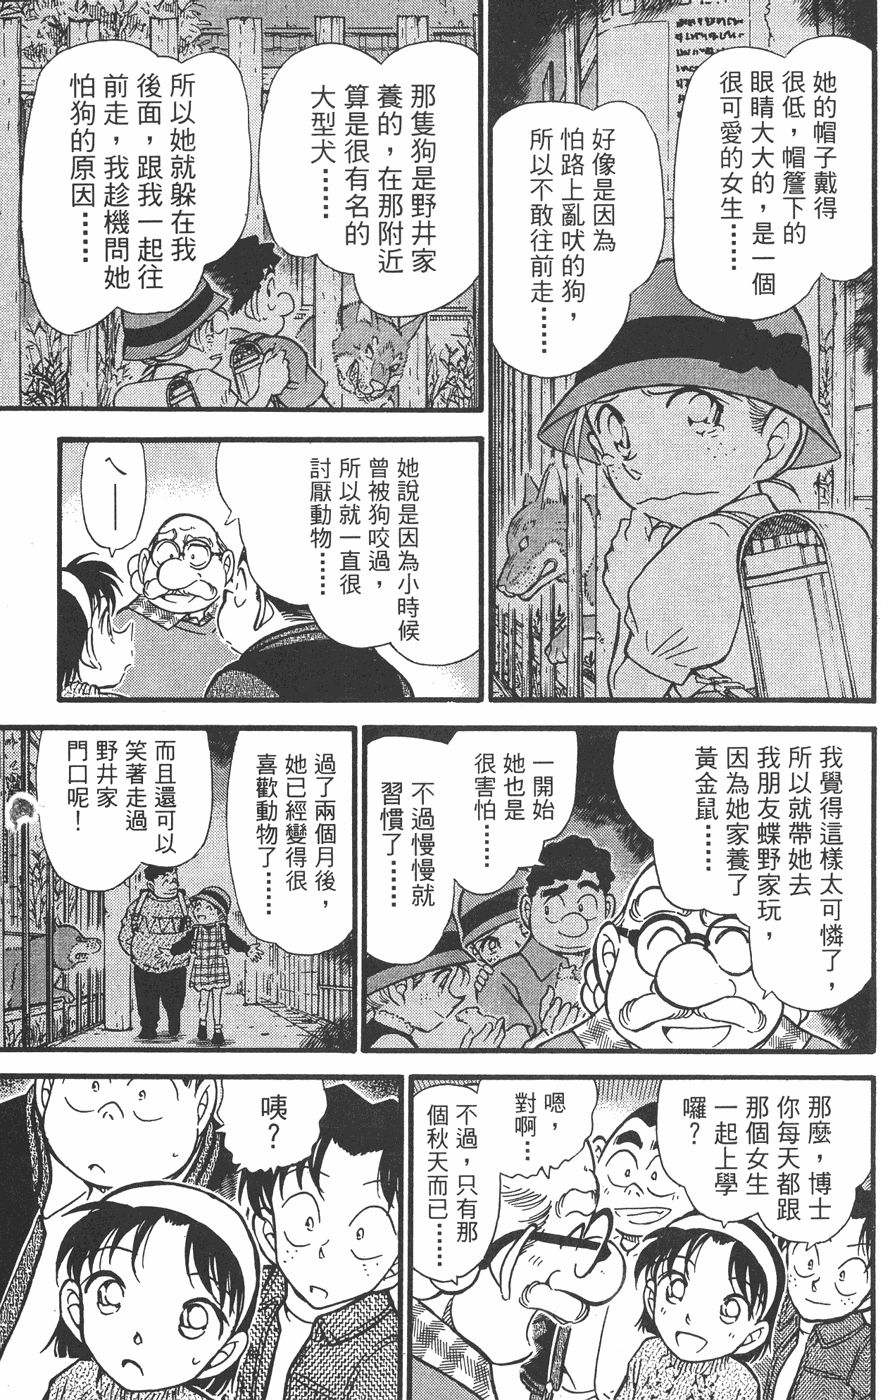 她的帽子戴得
很低，帽簷下的
眼睛大大的，是一個
很可愛的女生……
好像是因為
怕路上亂吠的狗，
所以不敢往前走……
那隻狗是野井家
養的，在那附近
算是很有名的
大型犬……
所以她就躲在我
後面，跟我一起往
前走，我趁機問她
怕狗的原因……
她說是因為小時候
曾被狗咬過，
所以就一直很
討厭動物……
ㄟ—
我覺得這樣太可憐了，
所以就帶她去
我朋友蝶野家玩，
因為她家養了
黃金鼠……
一開始
她也是
很害怕……
不過慢慢就
習慣了……
過了兩個月後，
她已經變得很
喜歡動物了……
而且還可以
笑著走過
野井家
門口呢！
那麼，博士
你每天都跟
那個女生
一起上學
囉？
嗯，
對啊…
不過，只有那
個秋天而已…
咦？